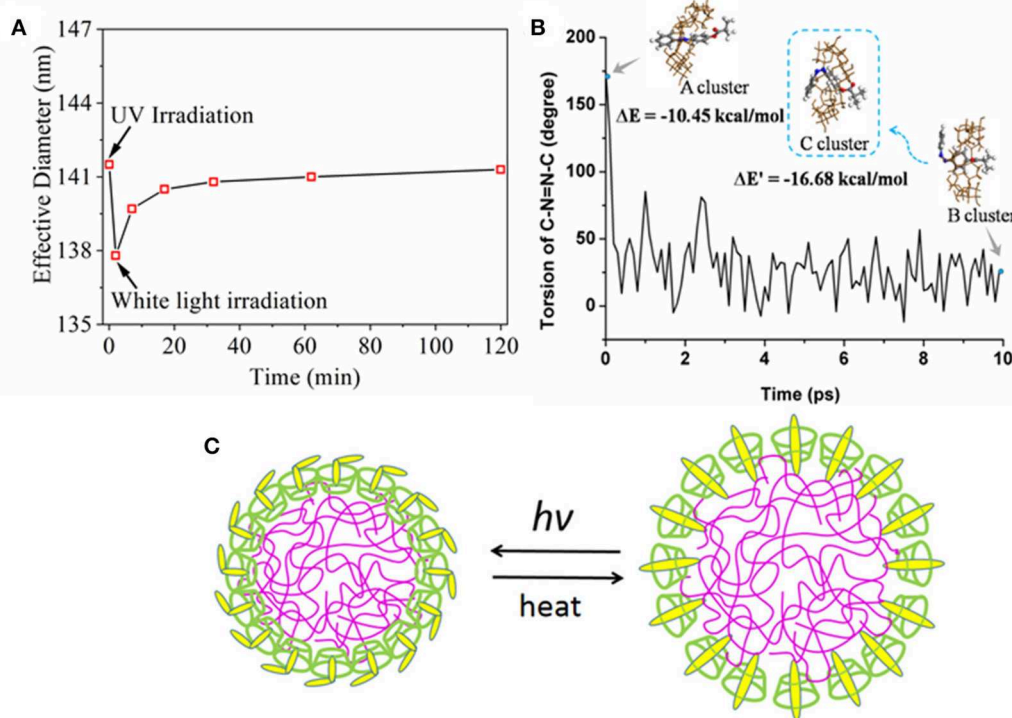 A
147
144
141
138
135
Effective Diameter (nm)
UV Irradiation
White light irradiation
0
20
40
60
80
100
120
Time (min)
B
200
150
100
50
0
Torsion of C-N=N-C (degree)
A cluster
ΔE = -10.45 kcal/mol
C cluster
ΔE' = -16.68 kcal/mol
B cluster
0
2
4
6
8
10
Time (ps)
C
hν
heat